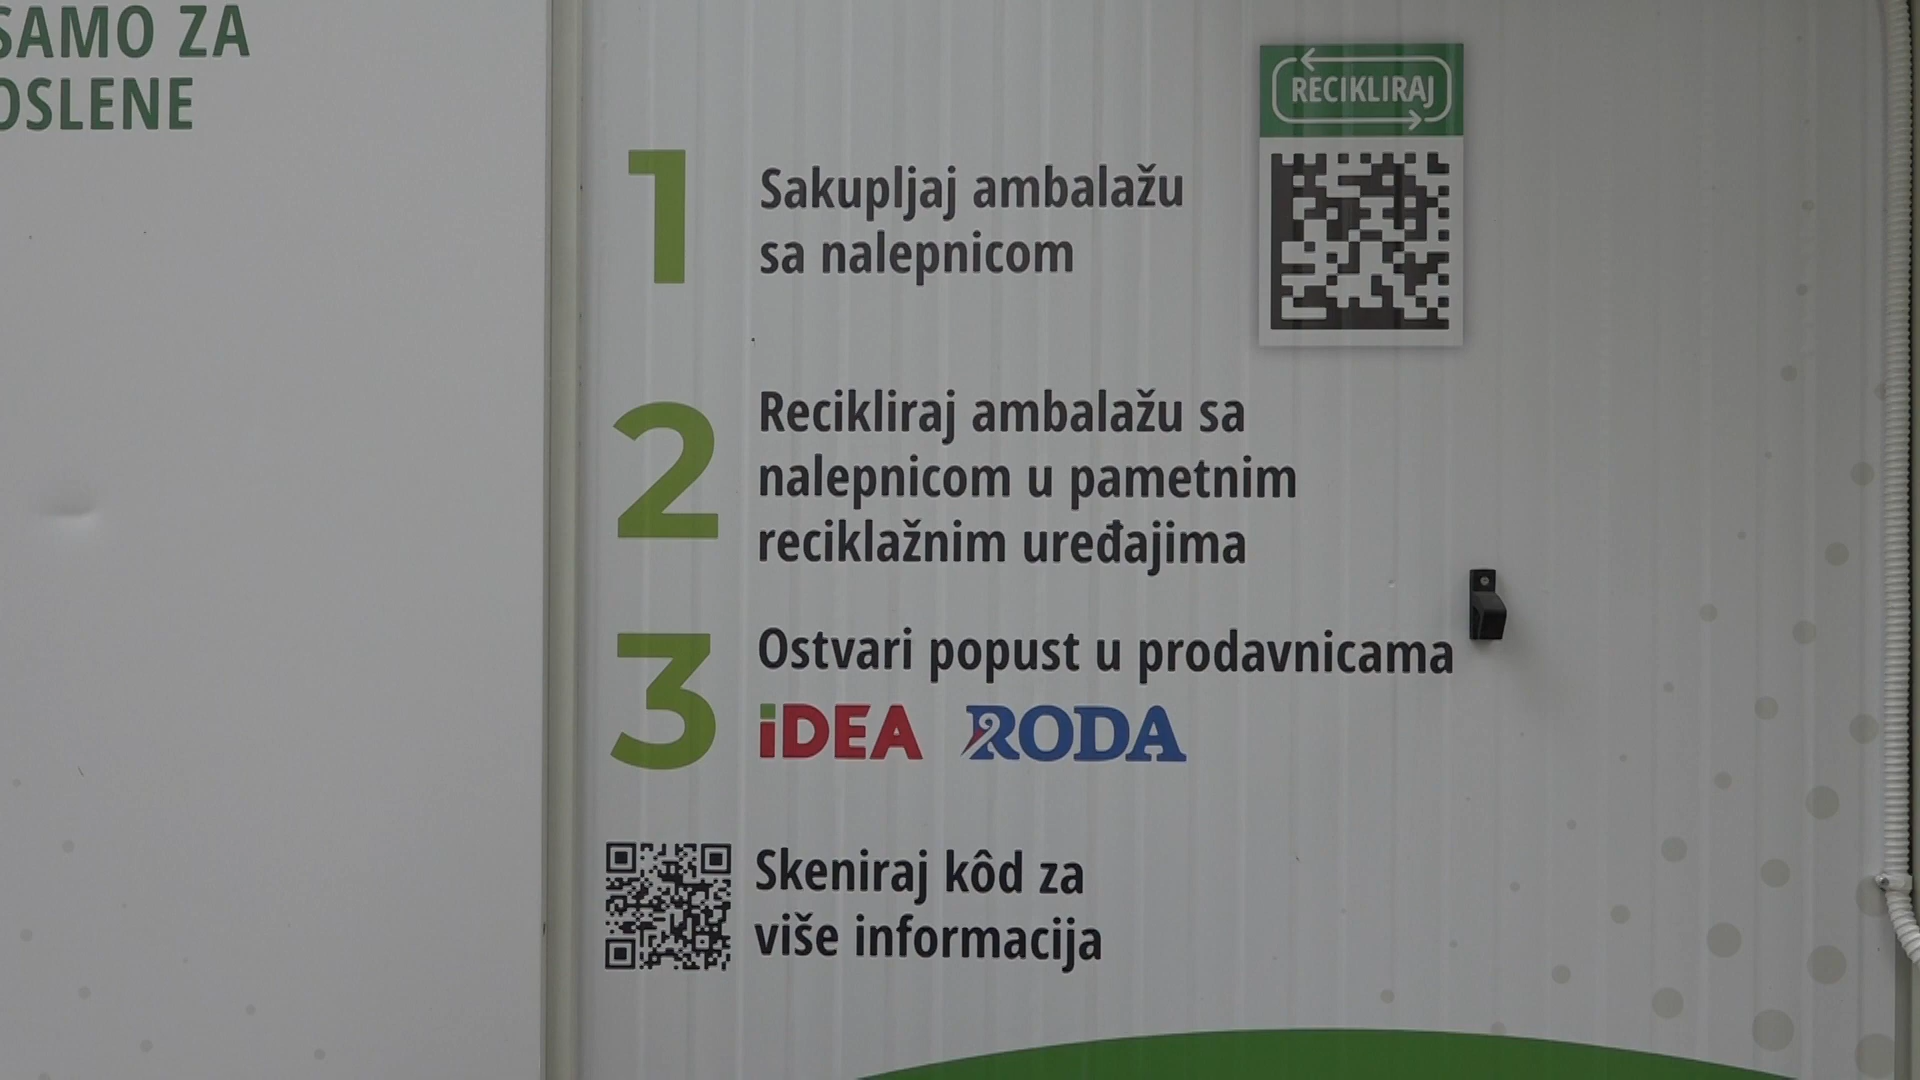 SAMO ZA
OSLENE
RECIKLIRAJ
1
Sakupljaj ambalažu
sa nalepnicom
2
Recikliraj ambalažu sa
nalepnicom u pametnim
reciklažnim uređajima
3
Ostvari popust u prodavnicama
iDEA RODA
Skeniraj kôd za
više informacija